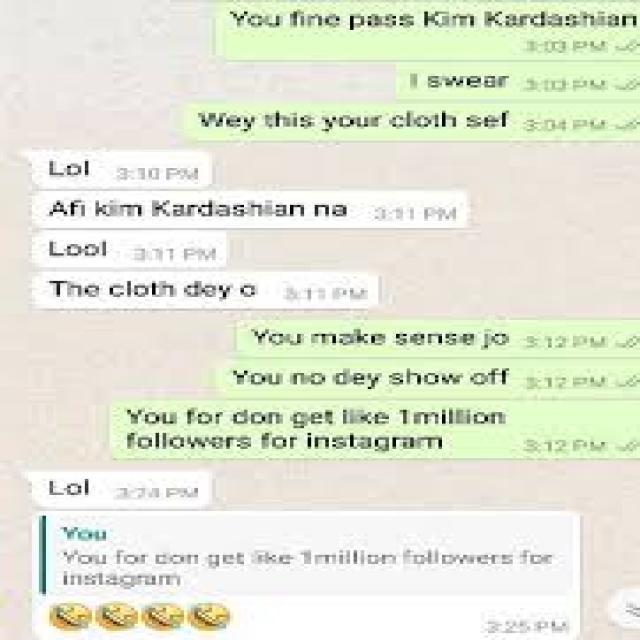 You fine pass Kim Kardashian
3:03 PM
I swear 3:03 PM
Wey this your cloth sef 3:04 PM
Lol 3:10 PM
Afi kim Kardashian na 3:11 PM
Lool 3:11 PM
The cloth dey o 3:11 PM
You make sense jo 3:12 PM
You no dey show off 3:12 PM
You for don get like 1million
followers for instagram 3:12 PM
Lol 3:24 PM
You
You for don get like 1million followers for
instagram
🤣🤣🤣🤣 3:25 PM